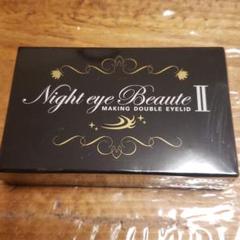 Night eye Beaute II
MAKING DOUBLE EYELID